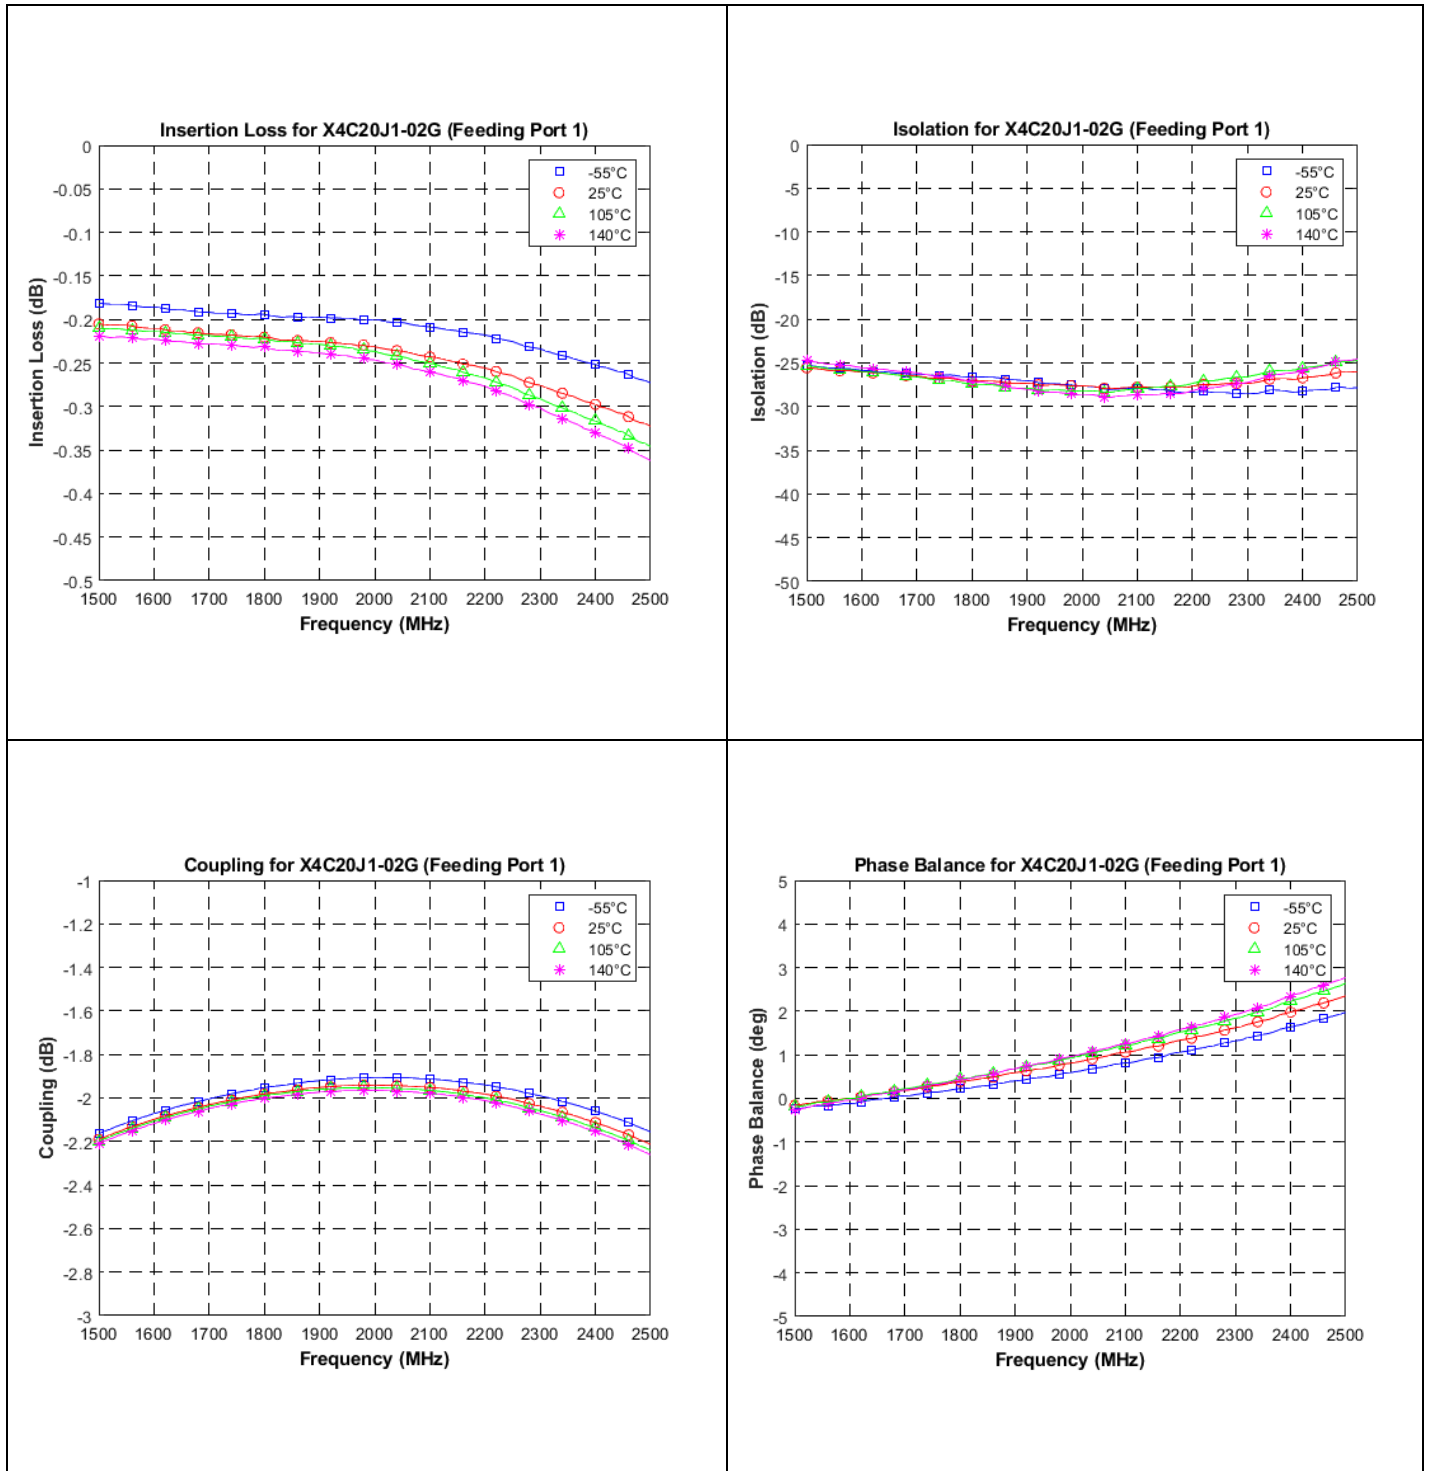 Insertion Loss for X4C20J1-02G (Feeding Port 1)
0
-0.05
-0.1
-0.15
-0.2
-0.25
-0.3
-0.35
-0.4
-0.45
-0.5
Insertion Loss (dB)
-55°C
25°C
105°C
140°C
1500 1600 1700 1800 1900 2000 2100 2200 2300 2400 2500
Frequency (MHz)
Isolation for X4C20J1-02G (Feeding Port 1)
0
-5
-10
-15
-20
-25
-30
-35
-40
-45
-50
Isolation (dB)
-55°C
25°C
105°C
140°C
1500 1600 1700 1800 1900 2000 2100 2200 2300 2400 2500
Frequency (MHz)
Coupling for X4C20J1-02G (Feeding Port 1)
-1
-1.2
-1.4
-1.6
-1.8
-2
-2.2
-2.4
-2.6
-2.8
-3
Coupling (dB)
-55°C
25°C
105°C
140°C
1500 1600 1700 1800 1900 2000 2100 2200 2300 2400 2500
Frequency (MHz)
Phase Balance for X4C20J1-02G (Feeding Port 1)
5
4
3
2
1
0
-1
-2
-3
-4
-5
Phase Balance (deg)
-55°C
25°C
105°C
140°C
1500 1600 1700 1800 1900 2000 2100 2200 2300 2400 2500
Frequency (MHz)